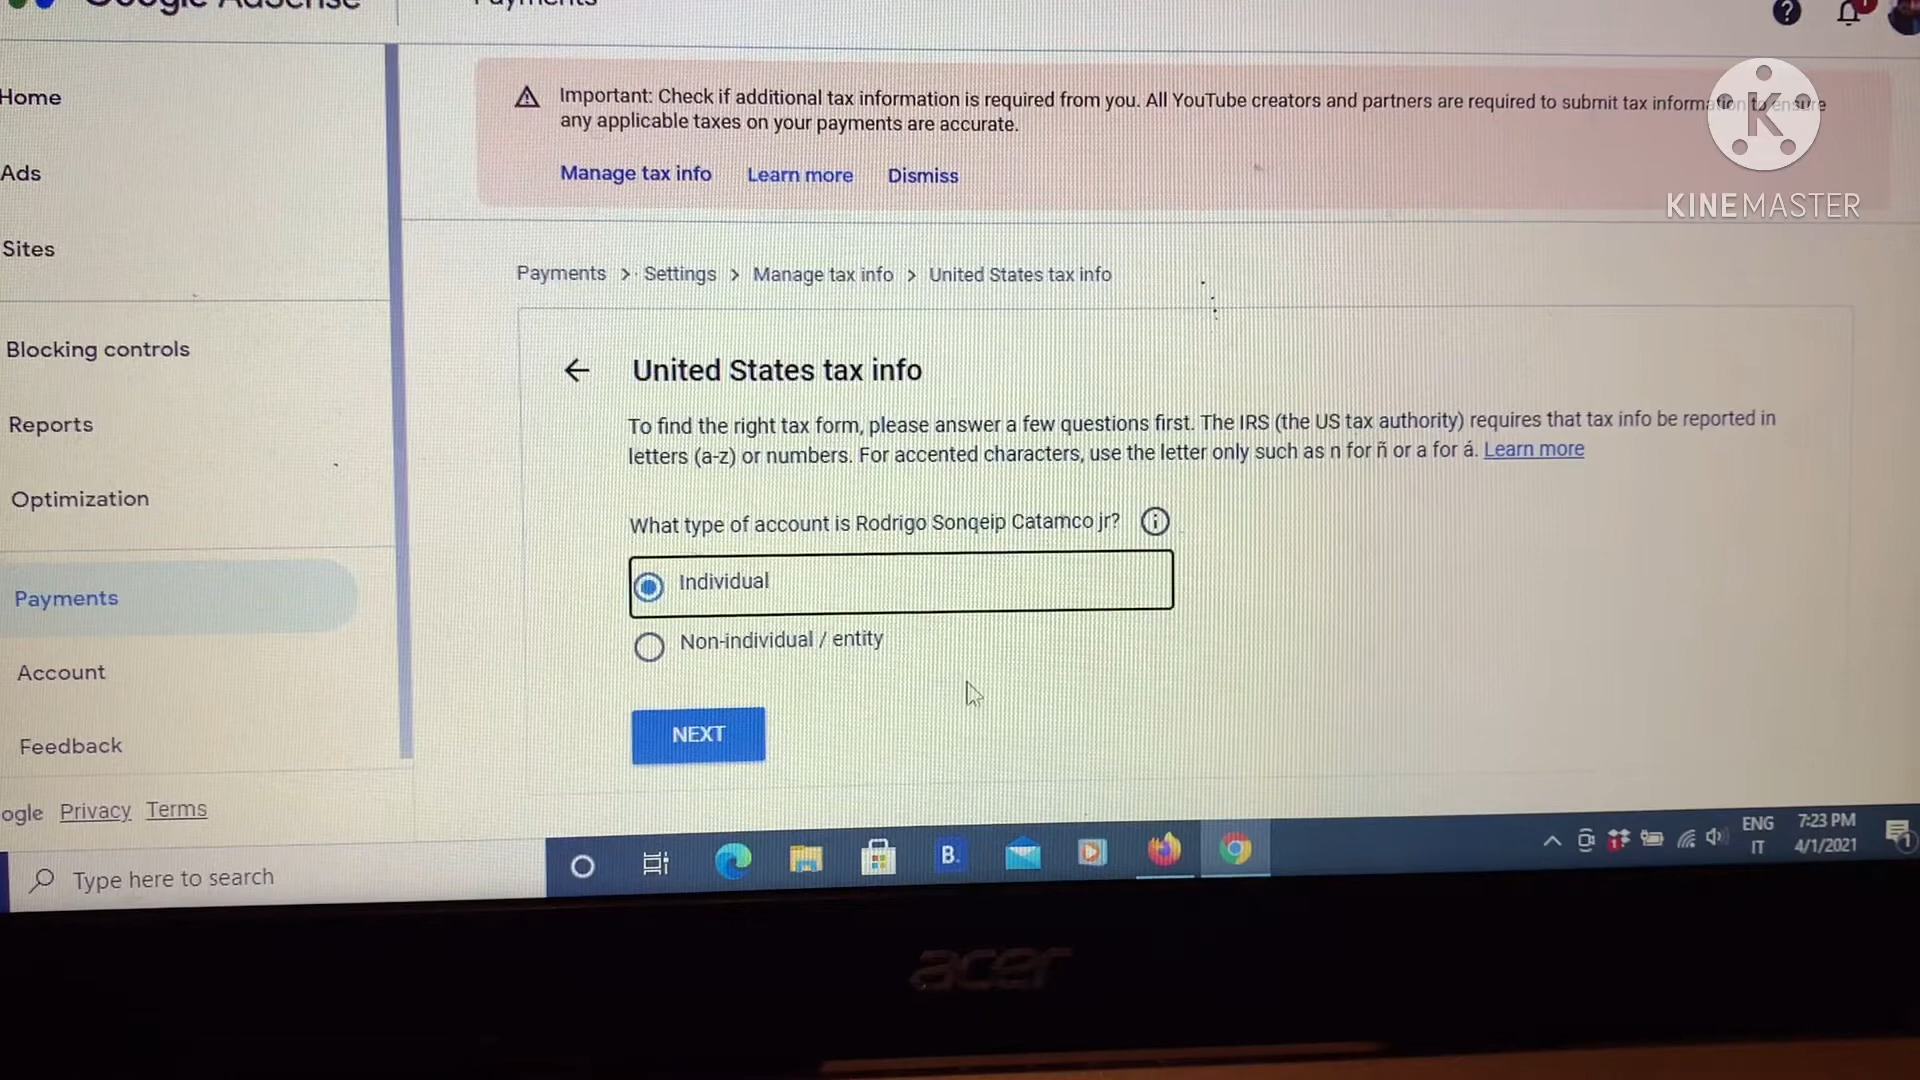 Google AdSense
Payments
Home
Ads
Sites
Blocking controls
Reports
Optimization
Payments
Account
Feedback
ogle Privacy Terms
Important: Check if additional tax information is required from you. All YouTube creators and partners are required to submit tax information to ensure
any applicable taxes on your payments are accurate.
Manage tax info Learn more Dismiss
K
KINEMASTER
Payments > Settings > Manage tax info > United States tax info
United States tax info
To find the right tax form, please answer a few questions first. The IRS (the US tax authority) requires that tax info be reported in
letters (a-z) or numbers. For accented characters, use the letter only such as n for ñ or a for á. Learn more
What type of account is Rodrigo Sonqeip Catamco jr?
Individual
Non-individual / entity
NEXT
Type here to search
B.
ENG
IT
7:23 PM
4/1/2021
1
acer